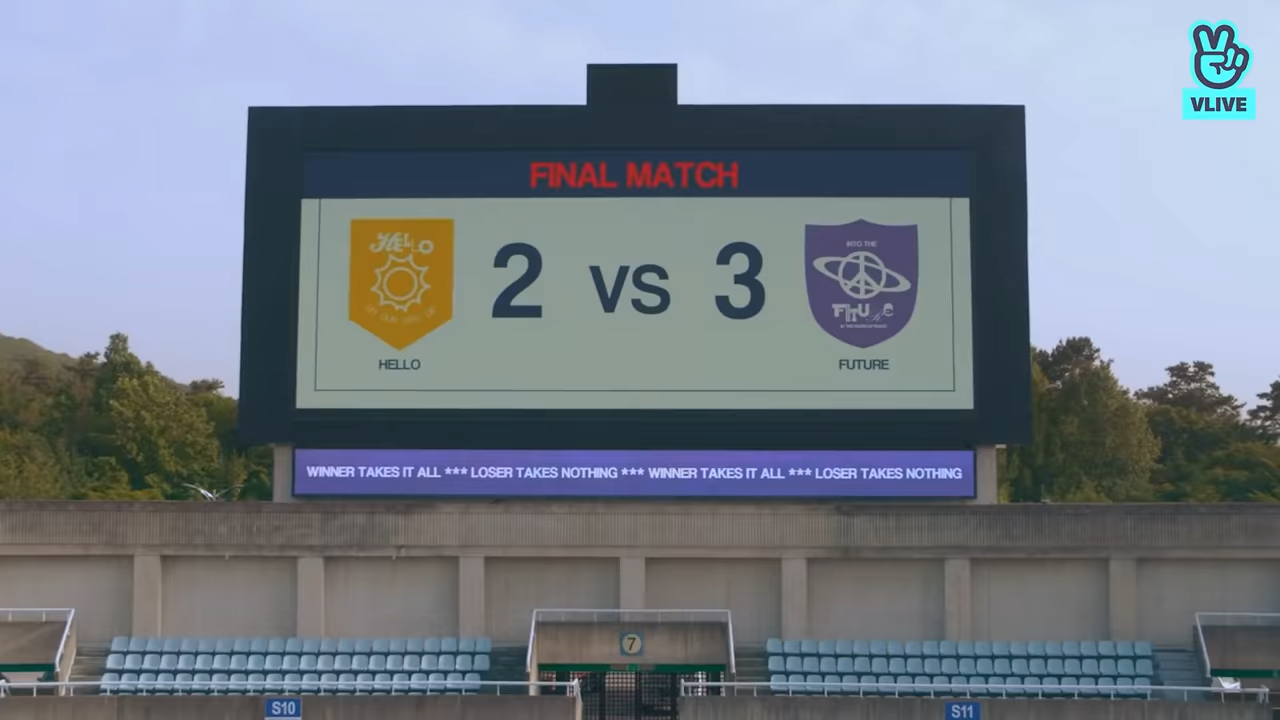 VLIVE
FINAL MATCH
HELLO
2 VS 3
INTO THE
FUTURE
HELLO
FUTURE
WINNER TAKES IT ALL *** LOSER TAKES NOTHING *** WINNER TAKES IT ALL *** LOSER TAKES NOTHING
7
S10
S11